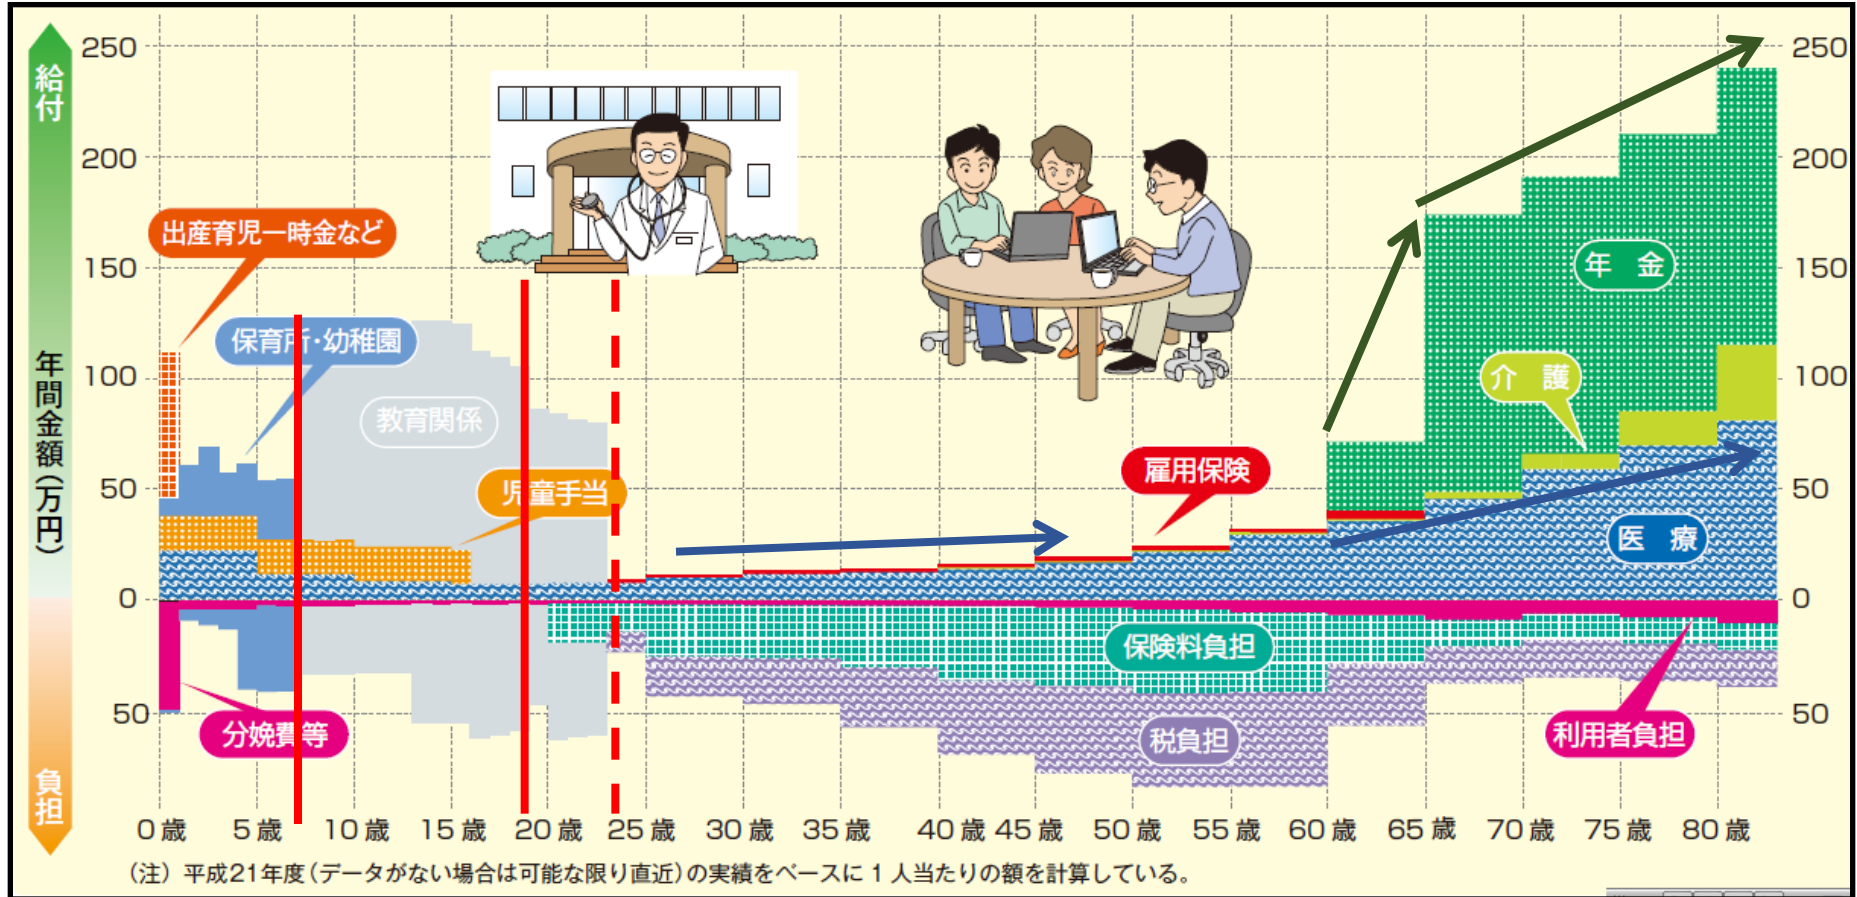 給付
年間金額(万円)
負担
250
200
150
100
50
0
50
250
200
150
100
50
0
50
出産育児一時金など
保育所・幼稚園
教育関係
児童手当
雇用保険
年 金
介 護
医 療
保険料負担
税負担
利用者負担
分娩費等
0歳 5歳 10歳 15歳 20歳 25歳 30歳 35歳 40歳 45歳 50歳 55歳 60歳 65歳 70歳 75歳 80歳
(注) 平成21年度(データがない場合は可能な限り直近)の実績をベースに1人当たりの額を計算している。